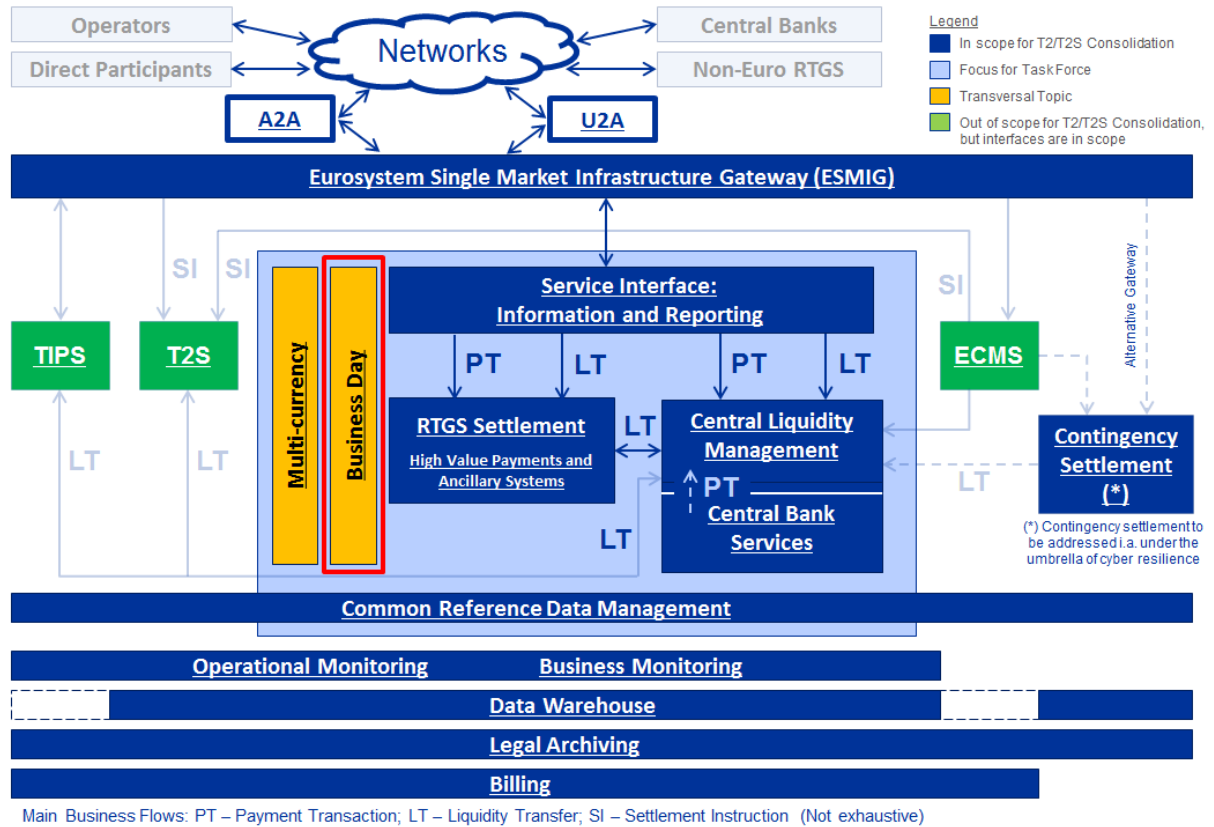 Operators
Networks
Central Banks
Direct Participants
Non-Euro RTGS
A2A
U2A
Legend
In scope for T2/T2S Consolidation
Focus for Task Force
Transversal Topic
Out of scope for T2/T2S Consolidation,
but interfaces are in scope
Eurosystem Single Market Infrastructure Gateway (ESMIG)
SI
SI
SI
Alternative Gateway
Multi-currency
Business Day
Service Interface:
Information and Reporting
PT
LT
PT
LT
TIPS
T2S
ECMS
RTGS Settlement
High Value Payments and
Ancillary Systems
LT
Central Liquidity
Management
PT
Central Bank
Services
Contingency
Settlement
(*)
LT
LT
LT
LT
(*) Contingency settlement to
be addressed i.a. under the
umbrella of cyber resilience
Common Reference Data Management
Operational Monitoring
Business Monitoring
Data Warehouse
Legal Archiving
Billing
Main Business Flows: PT – Payment Transaction; LT – Liquidity Transfer; SI – Settlement Instruction (Not exhaustive)